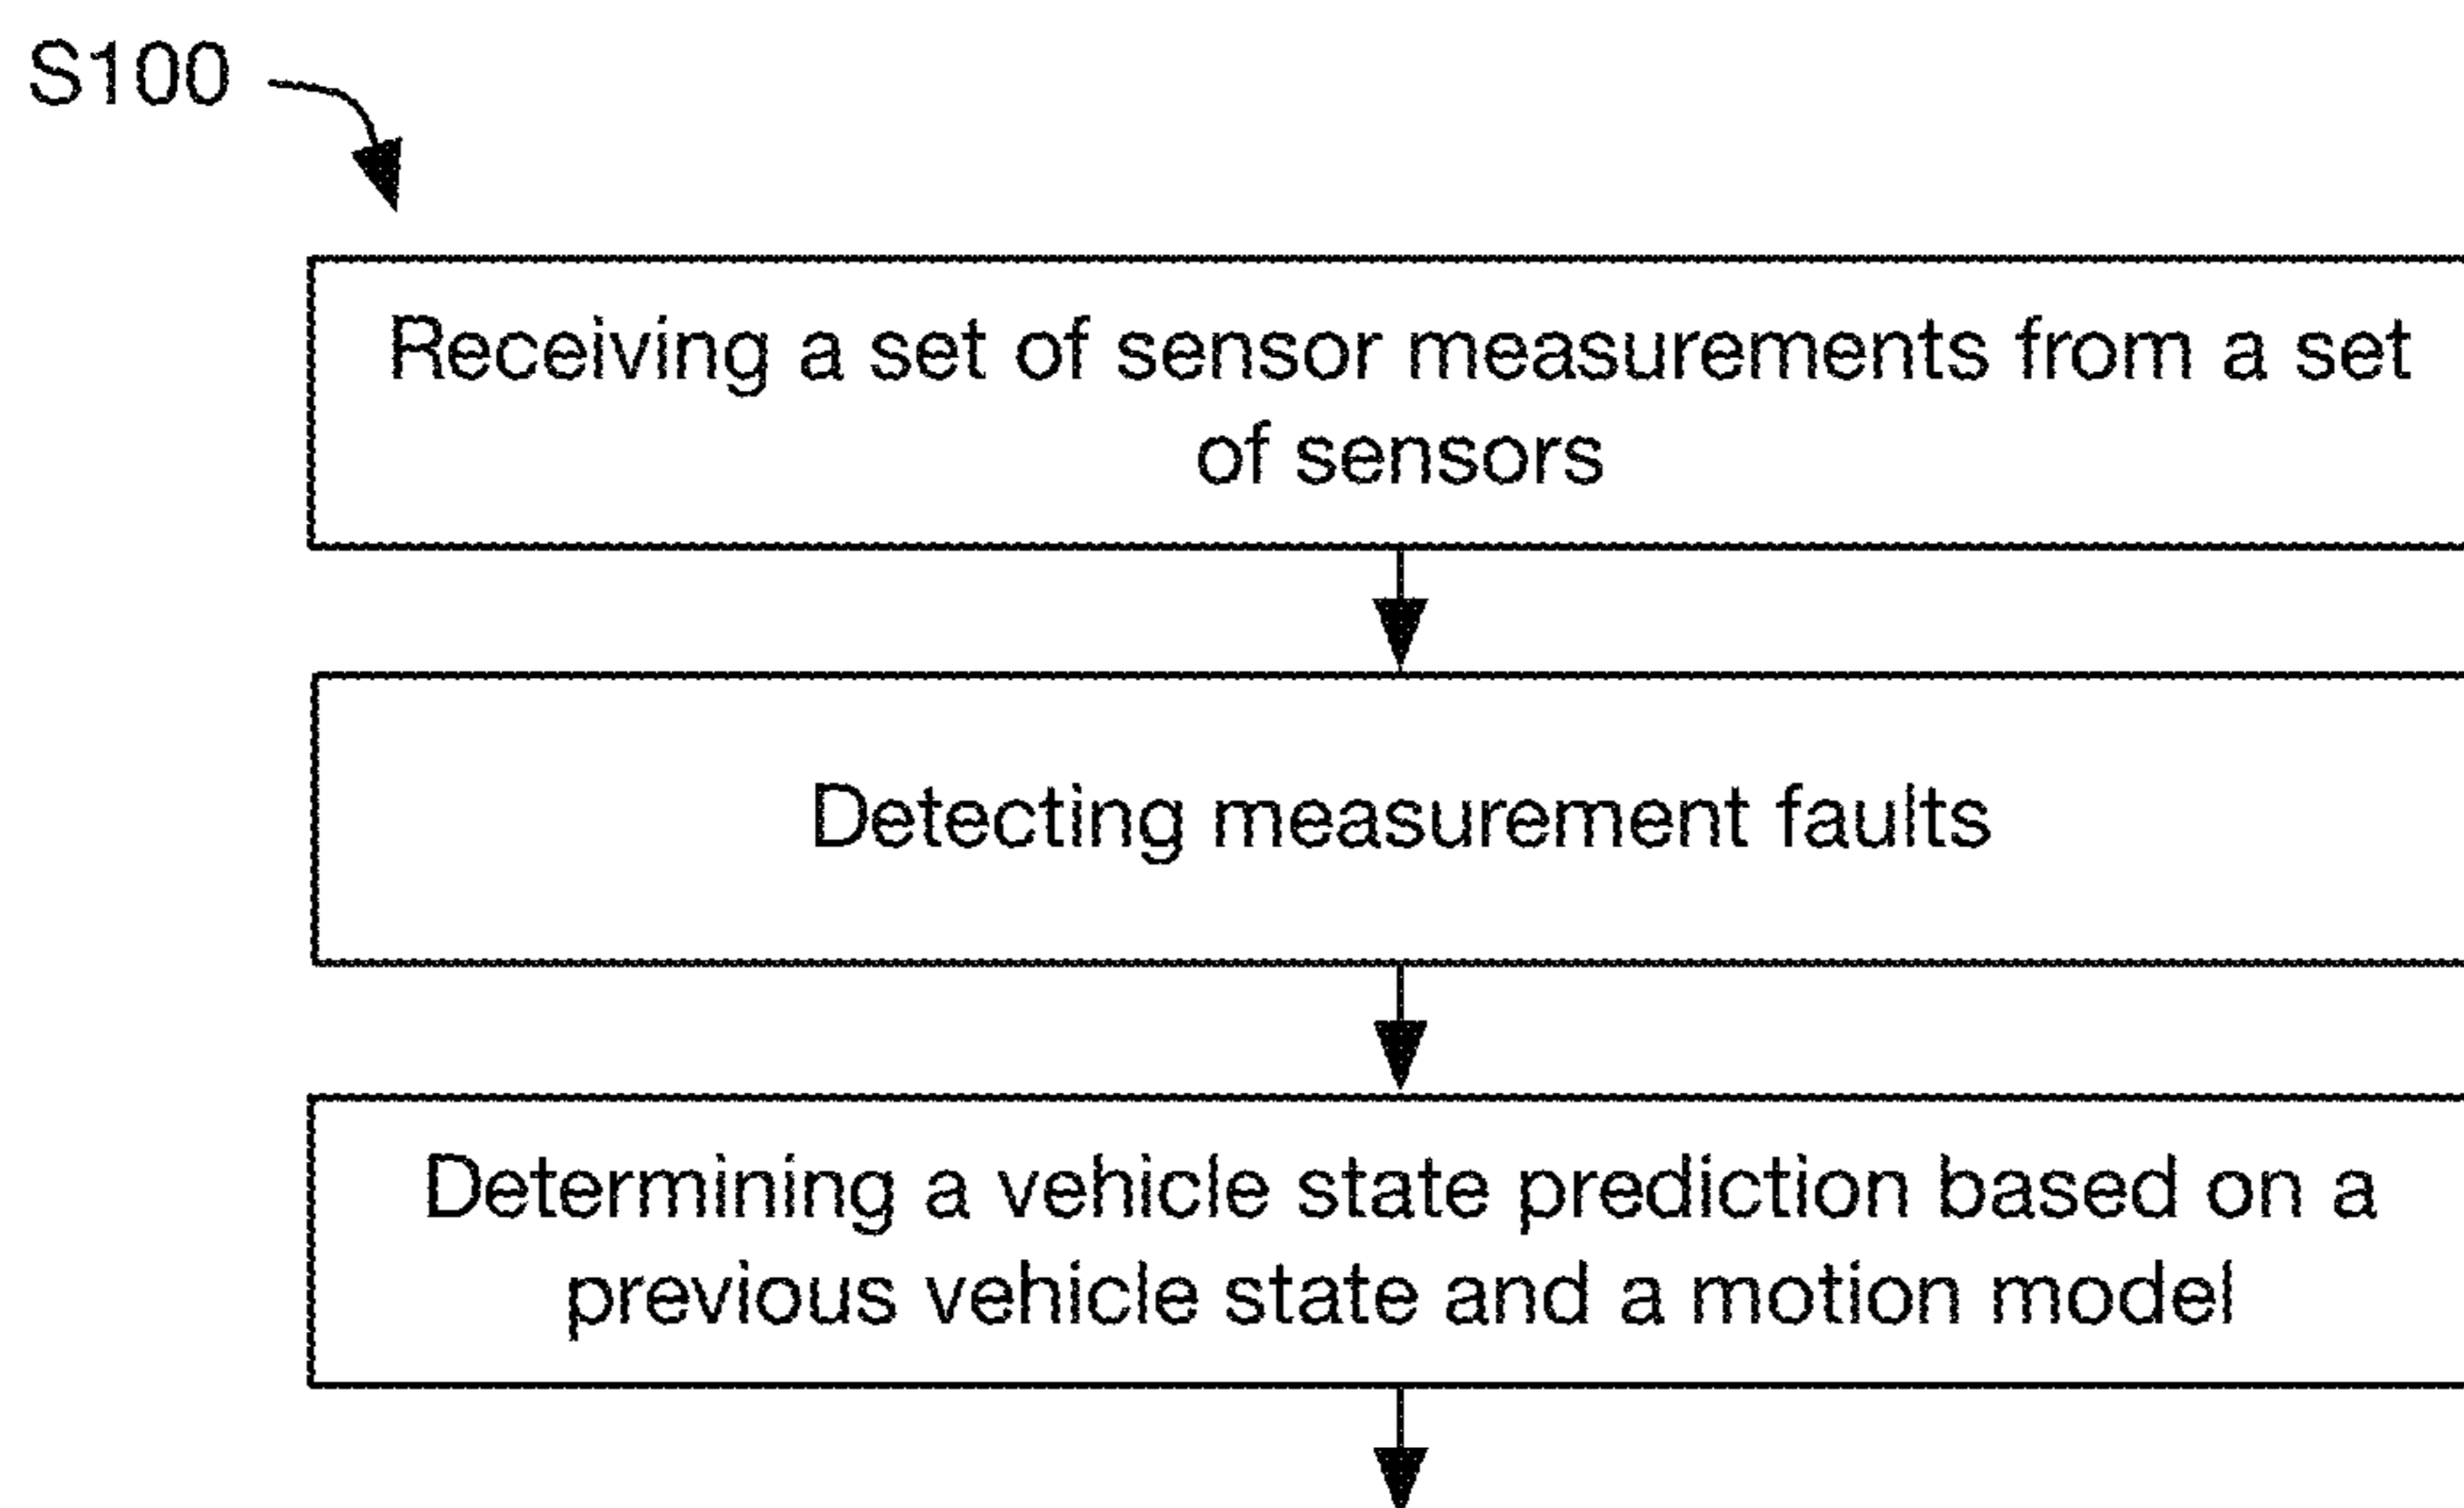 S100
Receiving a set of sensor measurements from a set
of sensors
Detecting measurement faults
Determining a vehicle state prediction based on a
previous vehicle state and a motion model